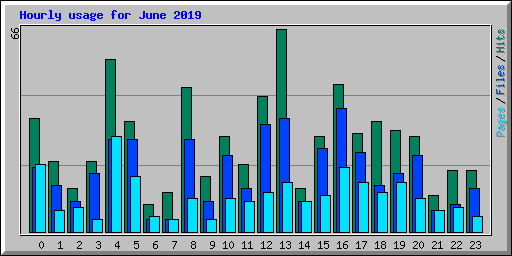 Hourly usage for June 2019
66
Pages / Files / Hits
0 1 2 3 4 5 6 7 8 9 10 11 12 13 14 15 16 17 18 19 20 21 22 23